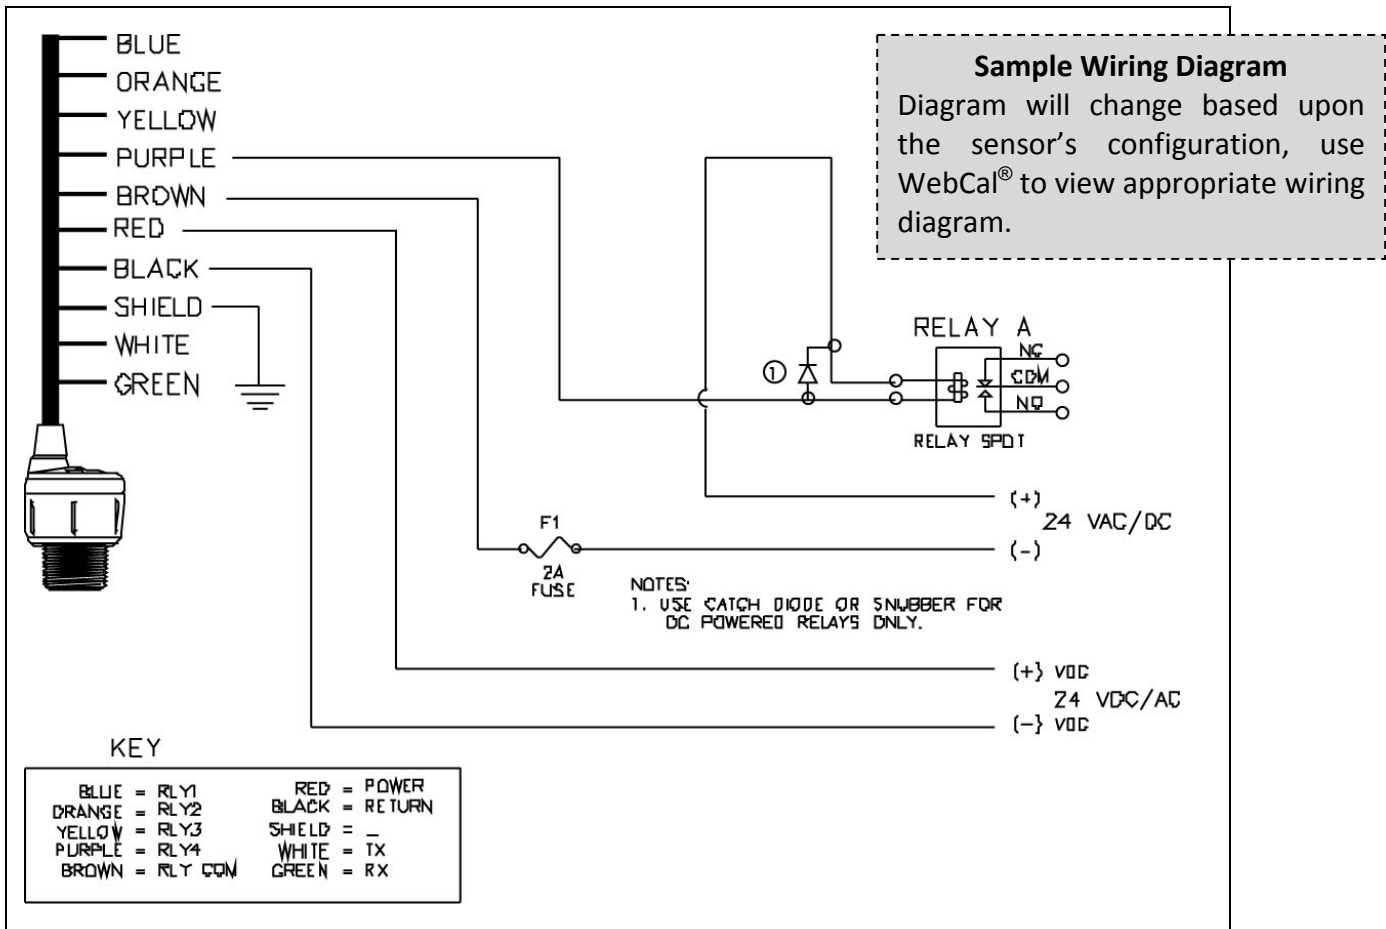 BLUE
ORANGE
YELLOW
PURPLE
BROWN
RED
BLACK
SHIELD
WHITE
GREEN
Sample Wiring Diagram
Diagram will change based upon
the sensor’s configuration, use
WebCal® to view appropriate wiring
diagram.
RELAY A
NC
COM
NO
1
RELAY SPDT
(+)
24 VAC/DC
(-)
F1
2A
FUSE
NOTES:
1. USE CATCH DIODE OR SNUBBER FOR
DC POWERED RELAYS ONLY.
(+) VDC
24 VDC/AC
(-) VDC
KEY
BLUE = RLY1
ORANGE = RLY2
YELLOW = RLY3
PURPLE = RLY4
BROWN = RLY COM
RED = POWER
BLACK = RETURN
SHIELD = _
WHITE = TX
GREEN = RX